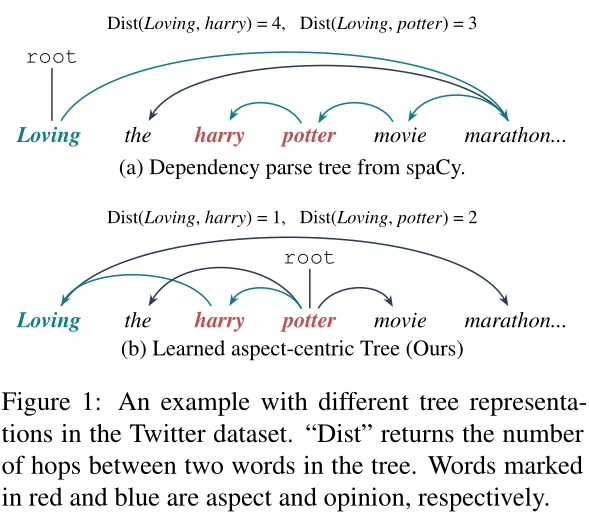 Dist(Loving, harry) = 4, Dist(Loving, potter) = 3
root
Loving the harry potter movie marathon...
(a) Dependency parse tree from spaCy.
Dist(Loving, harry) = 1, Dist(Loving, potter) = 2
root
Loving the harry potter movie marathon...
(b) Learned aspect-centric Tree (Ours)
Figure 1: An example with different tree representa-
tions in the Twitter dataset. “Dist” returns the number
of hops between two words in the tree. Words marked
in red and blue are aspect and opinion, respectively.